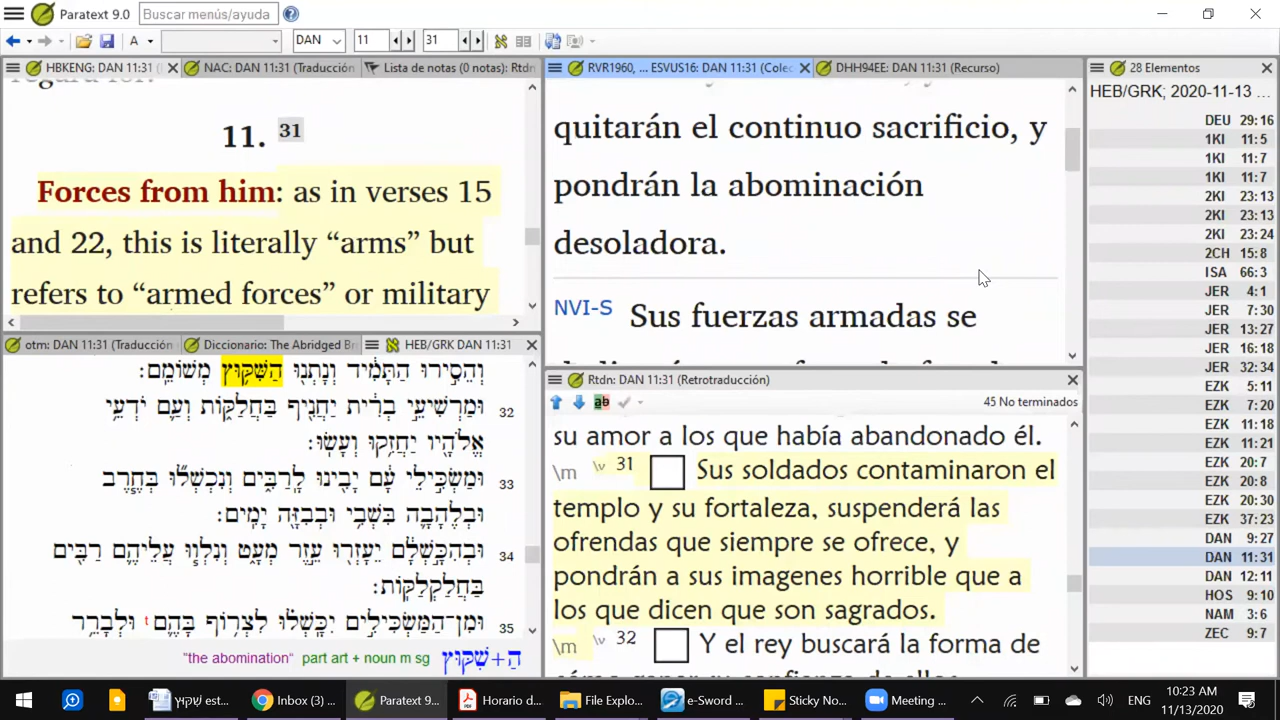 Paratext 9.0
Buscar menús/ayuda
A
DAN 11 31
HBKENG: DAN 11:31
NAC: DAN 11:31 (Traducción
Lista de notas (0 notas): Rtdn:
11. 31
Forces from him: as in verses 15
and 22, this is literally “arms” but
refers to “armed forces” or military
RVR1960, ... ESVUS16: DAN 11:31 (Colec
DHH94EE: DAN 11:31 (Recurso)
quitarán el continuo sacrificio, y
pondrán la abominación
desoladora.
NVI-S Sus fuerzas armadas se
otm: DAN 11:31 (Traducción
Diccionario: The Abridged Br
HEB/GRK DAN 11:31
וְהֵסִ֙ירוּ֙ הַתָּמִ֔יד וְנָתְנ֖וּ הַשִּׁקּ֥וּץ מְשׁוֹמֵֽם׃
32 וּמַרְשִׁיעֵ֣י בְרִ֔ית יַחֲנִ֖יף בַּחֲלַקּ֑וֹת וְעַ֛ם יֹדְעֵ֥י
אֱלֹהָ֖יו יַחֲזִ֥קוּ וְעָשֽׂוּ׃
33 וּמַשְׂכִּ֣ילֵי עָ֔ם יָבִ֖ינוּ לָֽרַבִּ֑ים וְנִכְשְׁל֞וּ בְּחֶ֧רֶב
וּבְלֶהָבָ֛ה בִּשְׁבִ֥י וּבְבִזָּ֖ה יָמִֽים׃
34 וּבְהִכָּ֣שְׁלָ֔ם יֵעָזְר֖וּ עֵ֣זֶר מְעָ֑ט וְנִלְו֧וּ עֲלֵיהֶ֛ם רַבִּ֖ים
בַּחֲלַקְלַקּֽוֹת׃
35 וּמִן־הַמַּשְׂכִּילִ֣ים יִכָּֽשְׁל֗וּ לִצְר֥וֹף בָּהֶ֛ם t וּלְבָרֵ֥ר
"the abomination" part art + noun m sg הַ+שִׁקּוּץ
Rtdn: DAN 11:31 (Retrotraducción)
45 No terminados
su amor a los que había abandonado él.
\m \v 31 Sus soldados contaminaron el
templo y su fortaleza, suspenderá las
ofrendas que siempre se ofrece, y
pondrán a sus imagenes horrible que a
los que dicen que son sagrados.
\m \v 32 Y el rey buscará la forma de
28 Elementos
HEB/GRK; 2020-11-13 ...
DEU 29:16
1KI 11:5
1KI 11:7
1KI 11:7
2KI 23:13
2KI 23:13
2KI 23:24
2CH 15:8
ISA 66:3
JER 4:1
JER 7:30
JER 13:27
JER 16:18
JER 32:34
EZK 5:11
EZK 7:20
EZK 11:18
EZK 11:21
EZK 20:7
EZK 20:8
EZK 20:30
EZK 37:23
DAN 9:27
DAN 11:31
DAN 12:11
HOS 9:10
NAM 3:6
ZEC 9:7
שִׁקּוּץ est...
Inbox (3) ...
Paratext 9....
Horario d...
File Explo...
e-Sword ...
Sticky No...
Meeting ...
ENG
10:23 AM
11/13/2020